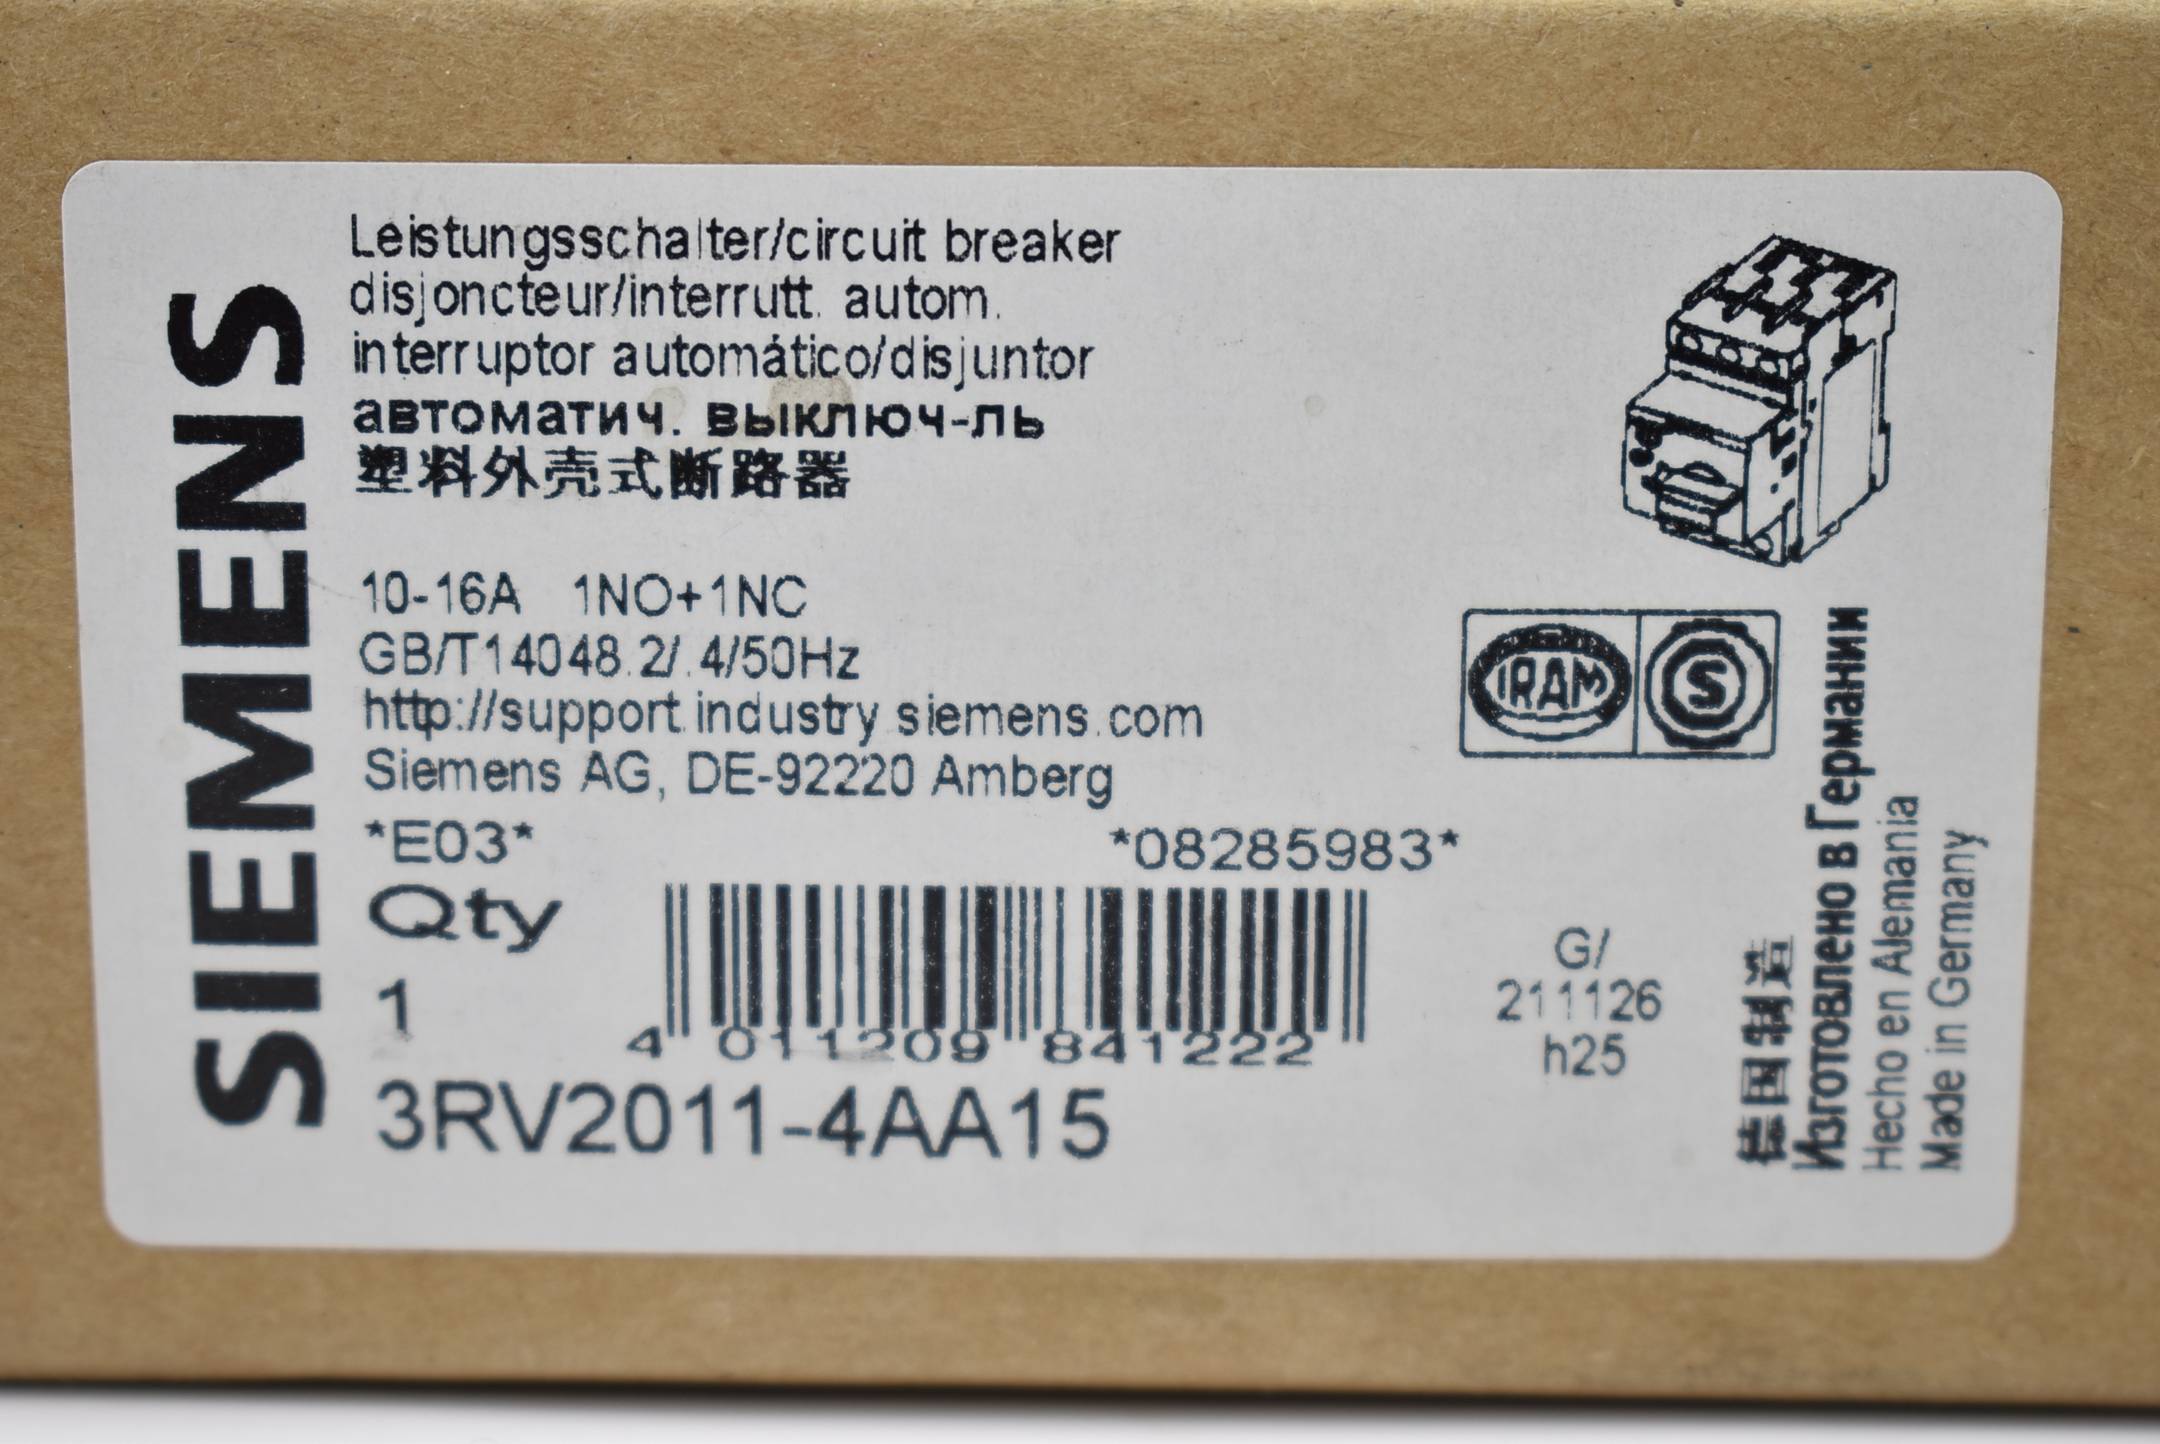 SIEMENS
Leistungsschalter/circuit breaker
disjoncteur/interrutt. autom.
interruptor automático/disjuntor
автоматич. выключ-ль
塑料外壳式断路器
10-16A 1NO+1NC
GB/T14048.2/.4/50Hz
http://support.industry.siemens.com
Siemens AG, DE-92220 Amberg
*E03* *08285983*
Qty
1
4 011209 841222
3RV2011-4AA15
IRAM S
G/
211126
h25
德国制造
Изготовлено в Германии
Hecho en Alemania
Made in Germany